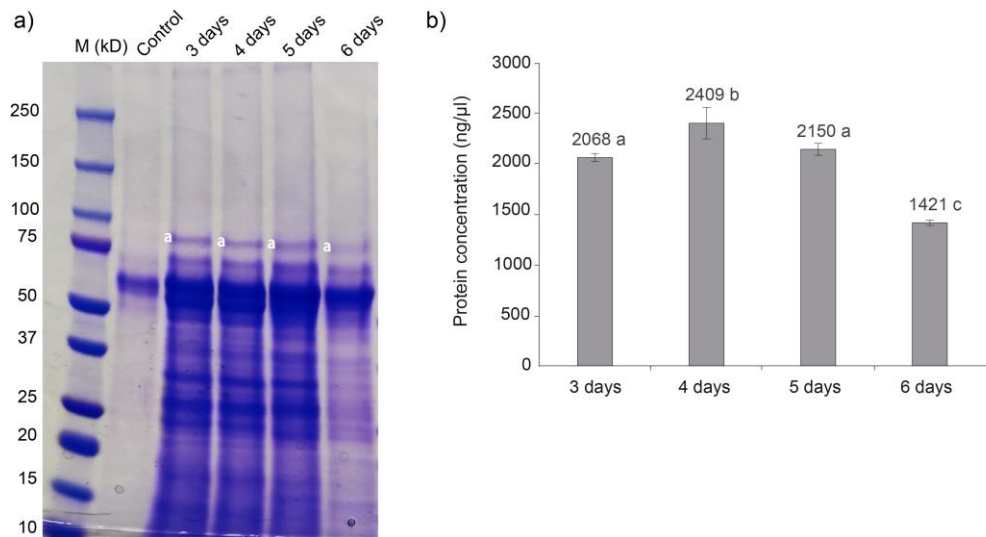 a)
M (kD) Control 3 days 4 days 5 days 6 days
250
150
100
75
50
37
25
20
15
10
a a a a
b)
Protein concentration (ng/µl)
3000
2500
2000
1500
1000
500
0
2068 a
2409 b
2150 a
1421 c
3 days 4 days 5 days 6 days